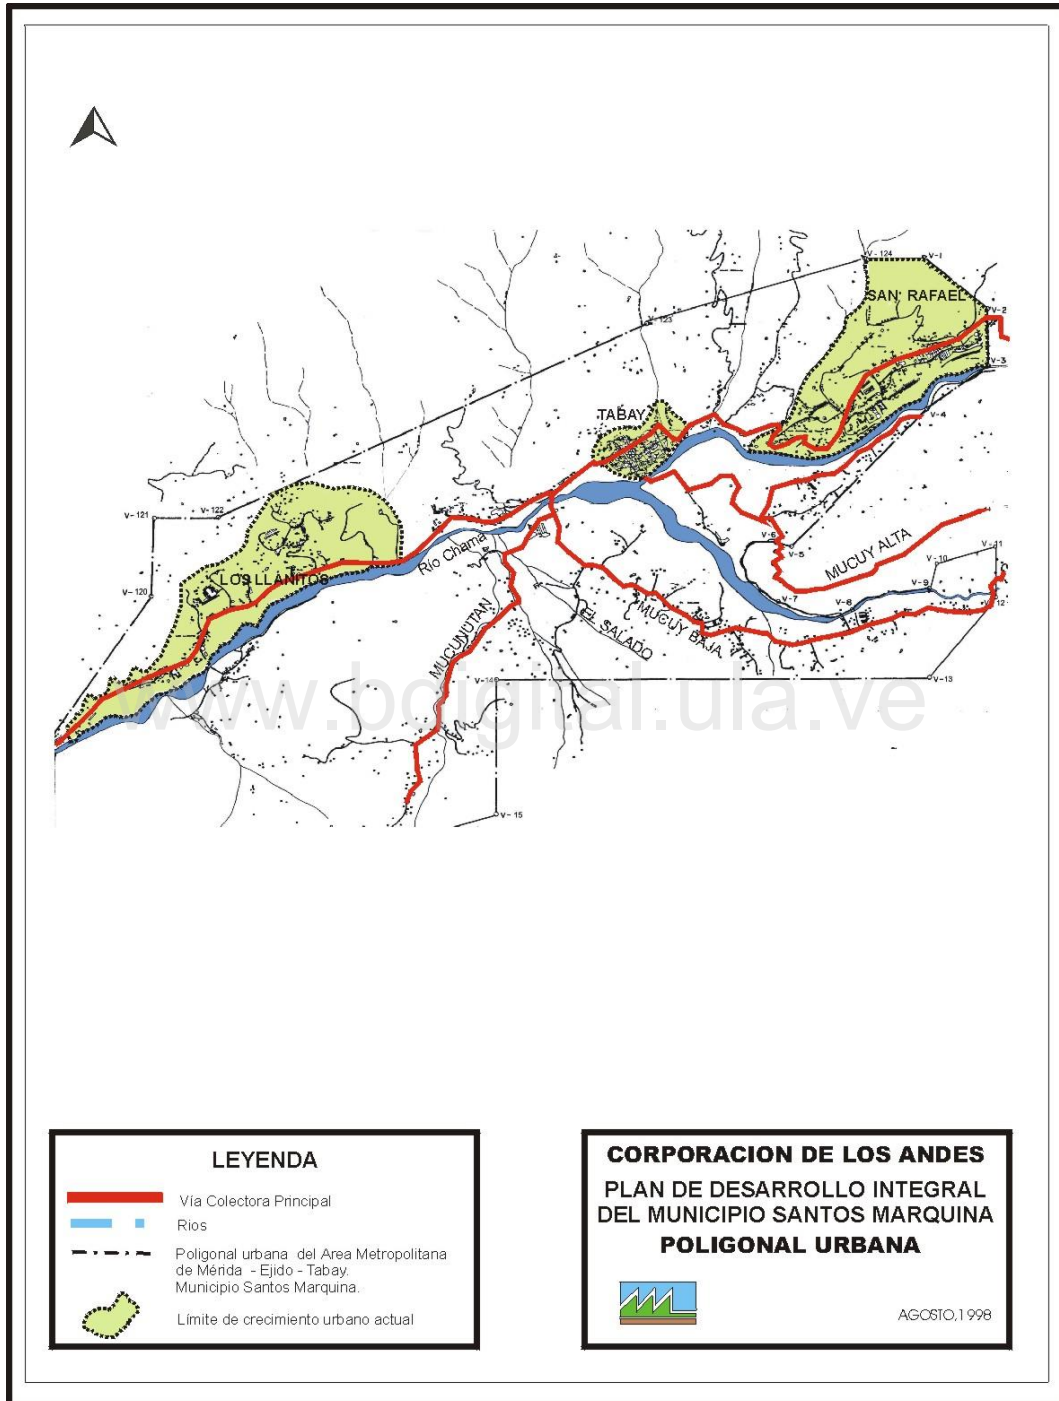 V-124
V-1
SAN RAFAEL
V-2
V-123
V-3
TABAY
V-4
V-121
V-122
Río Chama
V-6
V-5
MUCUY ALTA
V-11
V-10
LOS LLANITOS
V-120
V-9
V-7
V-8
V-12
MUCUNUTAN
EL SALADO
MUCUY BAJA
V-14
V-13
www.bdigital.ula.ve
V-15
LEYENDA
Vía Colectora Principal
Rios
Poligonal urbana del Area Metropolitana
de Mérida - Ejido - Tabay.
Municipio Santos Marquina.
Límite de crecimiento urbano actual
CORPORACION DE LOS ANDES
PLAN DE DESARROLLO INTEGRAL
DEL MUNICIPIO SANTOS MARQUINA
POLIGONAL URBANA
AGOSTO,1998